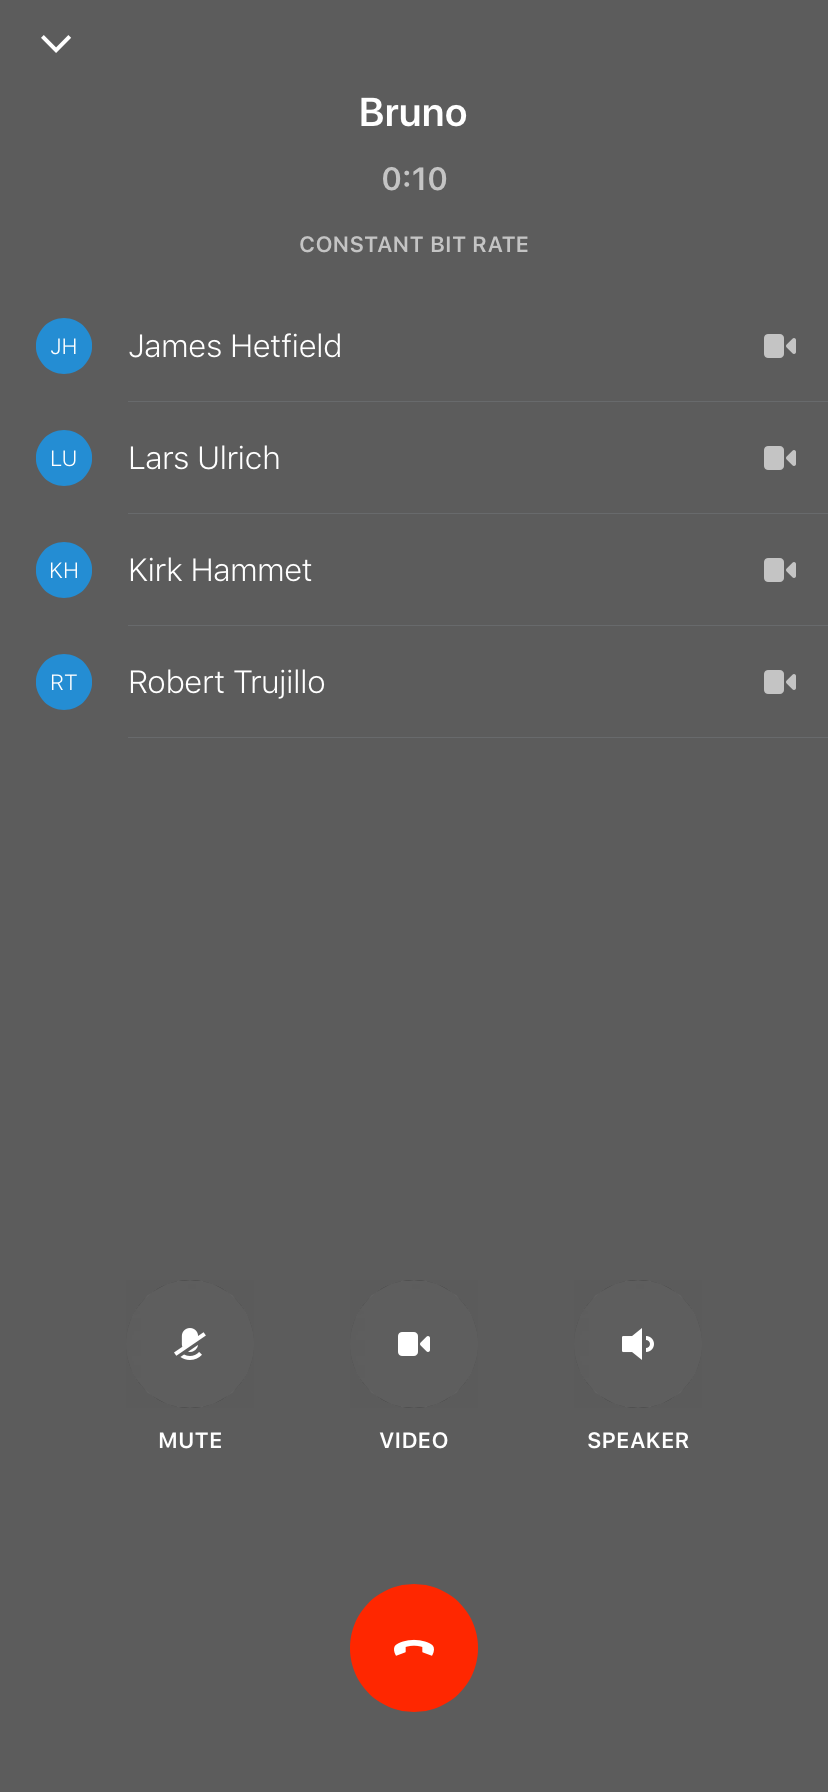 Bruno
0:10
CONSTANT BIT RATE
JH James Hetfield
LU Lars Ulrich
KH Kirk Hammet
RT Robert Trujillo
MUTE VIDEO SPEAKER